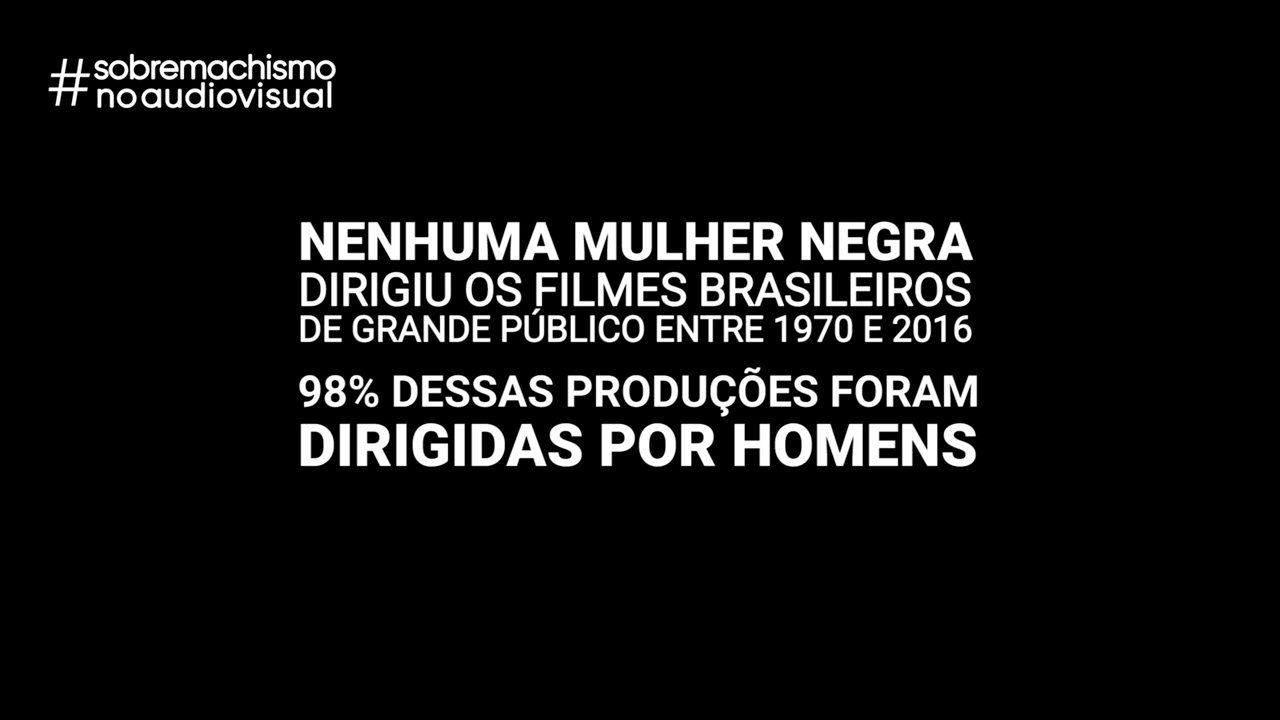 #sobremachismo
noaudiovisual
NENHUMA MULHER NEGRA
DIRIGIU OS FILMES BRASILEIROS
DE GRANDE PÚBLICO ENTRE 1970 E 2016
98% DESSAS PRODUÇÕES FORAM
DIRIGIDAS POR HOMENS